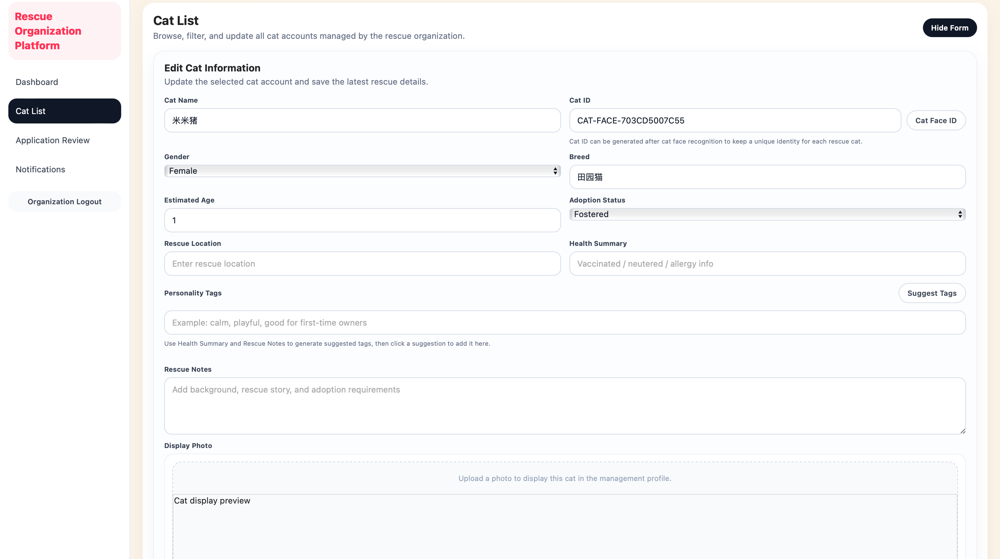 Rescue
Organization
Platform
Dashboard
Cat List
Application Review
Notifications
Organization Logout
Cat List
Browse, filter, and update all cat accounts managed by the rescue organization.
Hide Form
Edit Cat Information
Update the selected cat account and save the latest rescue details.
Cat Name
米米猪
Cat ID
CAT-FACE-703CD5007C55
Cat Face ID
Cat ID can be generated after cat face recognition to keep a unique identity for each rescue cat.
Gender
Female
Breed
田园猫
Estimated Age
1
Adoption Status
Fostered
Rescue Location
Enter rescue location
Health Summary
Vaccinated / neutered / allergy info
Personality Tags
Suggest Tags
Example: calm, playful, good for first-time owners
Use Health Summary and Rescue Notes to generate suggested tags, then click a suggestion to add it here.
Rescue Notes
Add background, rescue story, and adoption requirements
Display Photo
Upload a photo to display this cat in the management profile.
Cat display preview